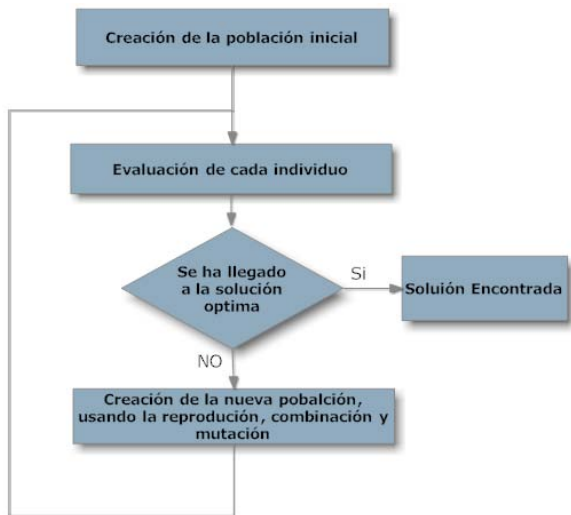 Creación de la población inicial
Evaluación de cada individuo
Se ha llegado
a la solución
optima
Si
Soluión Encontrada
NO
Creación de la nueva pobalción,
usando la reprodución, combinación y
mutación